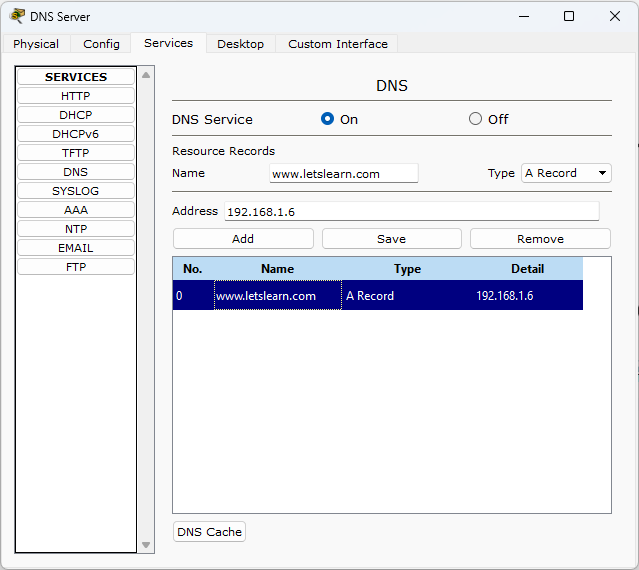 DNS Server
Physical Config Services Desktop Custom Interface
SERVICES
HTTP
DHCP
DHCPv6
TFTP
DNS
SYSLOG
AAA
NTP
EMAIL
FTP
DNS
DNS Service On Off
Resource Records
Name www.letslearn.com Type A Record
Address 192.168.1.6
Add Save Remove
No. Name Type Detail
0 www.letslearn.com A Record 192.168.1.6
DNS Cache